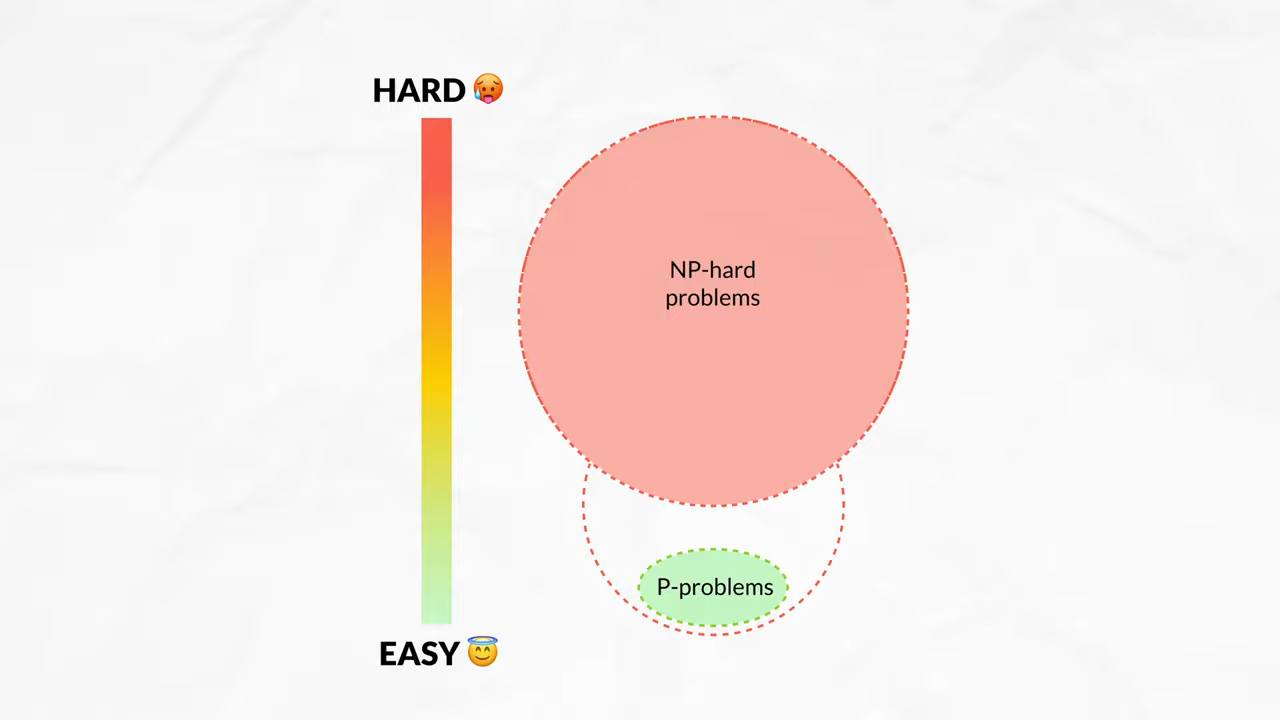 HARD 🥵
NP-hard
problems
P-problems
EASY 😇